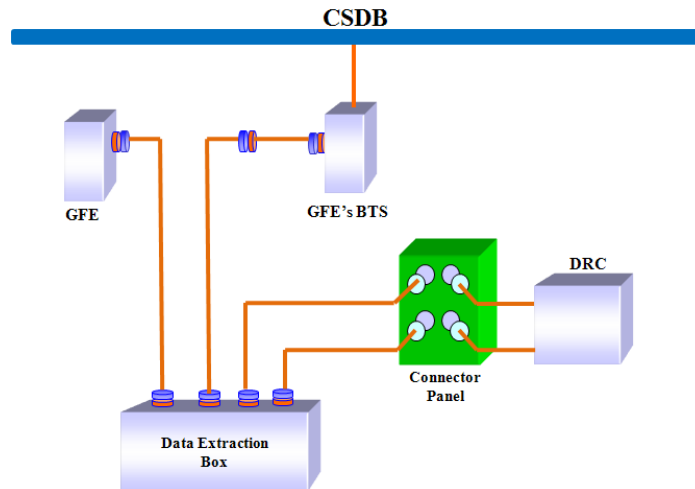 CSDB
GFE
GFE's BTS
DRC
Connector
Panel
Data Extraction
Box